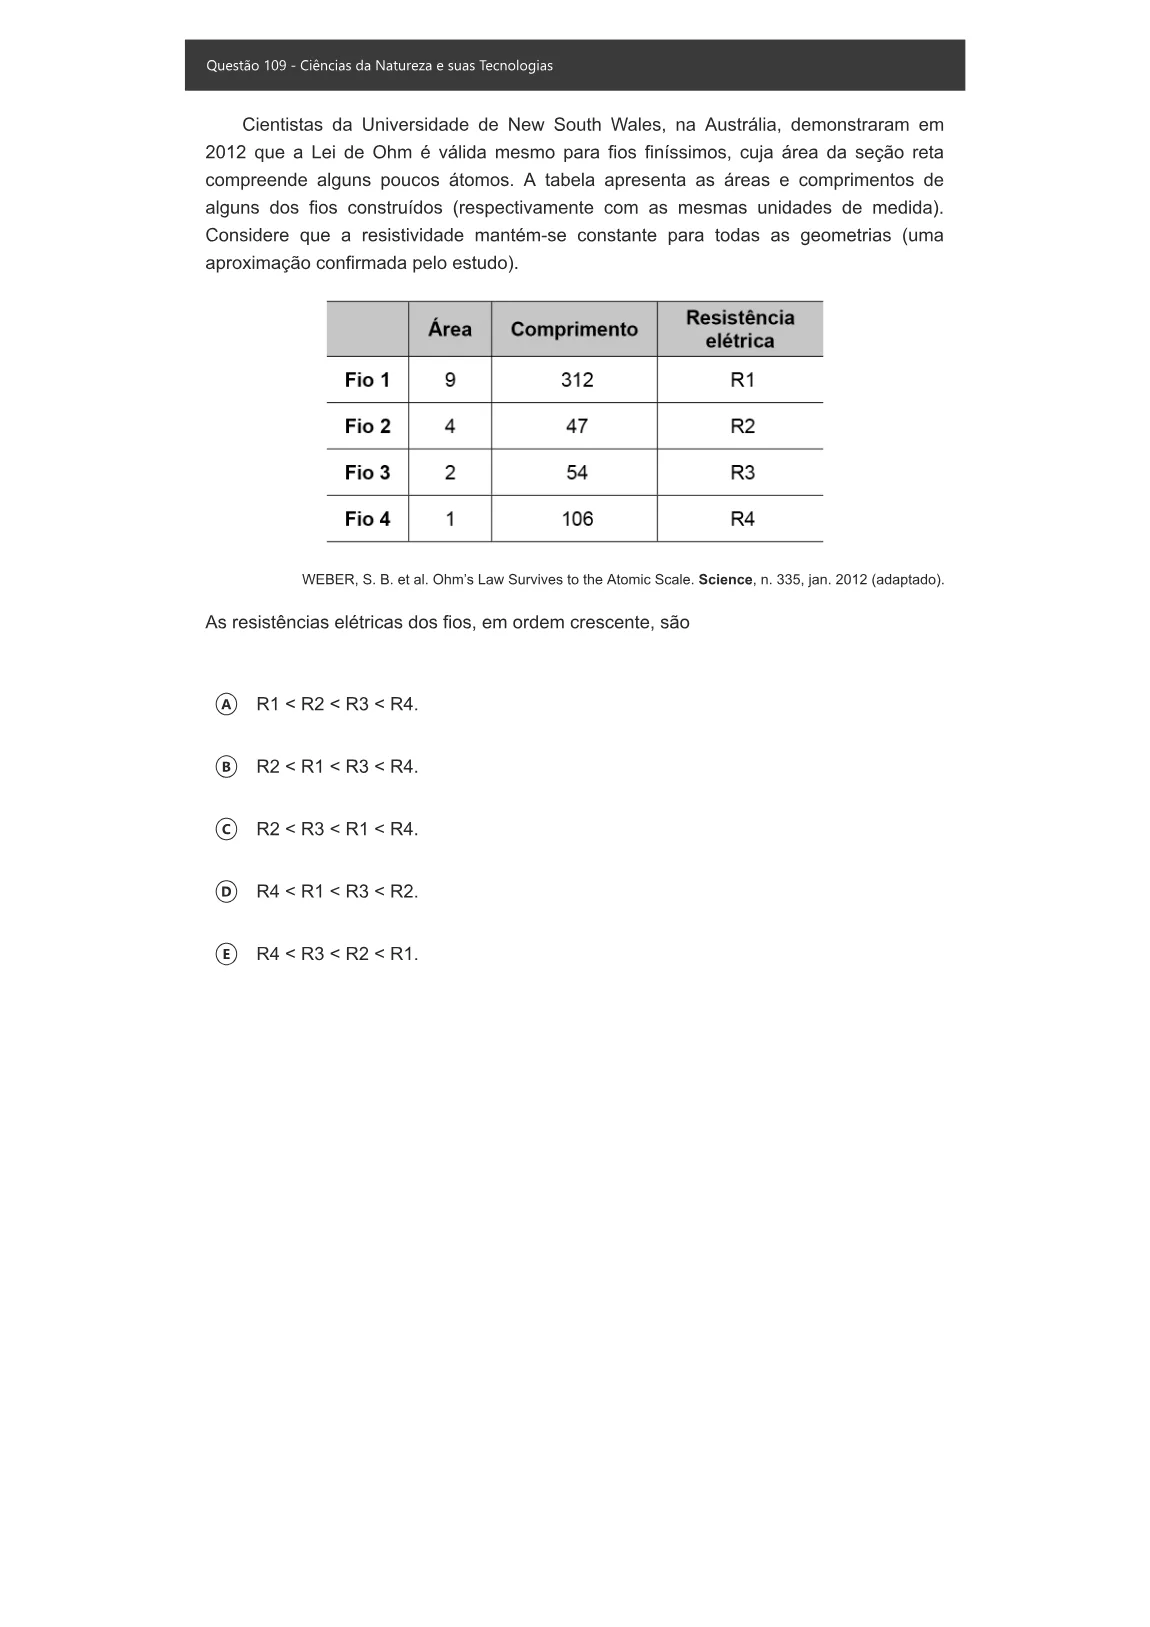 Questão 109 - Ciências da Natureza e suas Tecnologias
Cientistas da Universidade de New South Wales, na Austrália, demonstraram em
2012 que a Lei de Ohm é válida mesmo para fios finíssimos, cuja área da seção reta
compreende alguns poucos átomos. A tabela apresenta as áreas e comprimentos de
alguns dos fios construídos (respectivamente com as mesmas unidades de medida).
Considere que a resistividade mantém-se constante para todas as geometrias (uma
aproximação confirmada pelo estudo).
Área Comprimento Resistência elétrica
Fio 1 9 312 R1
Fio 2 4 47 R2
Fio 3 2 54 R3
Fio 4 1 106 R4
WEBER, S. B. et al. Ohm’s Law Survives to the Atomic Scale. Science, n. 335, jan. 2012 (adaptado).
As resistências elétricas dos fios, em ordem crescente, são
A R1 < R2 < R3 < R4.
B R2 < R1 < R3 < R4.
C R2 < R3 < R1 < R4.
D R4 < R1 < R3 < R2.
E R4 < R3 < R2 < R1.